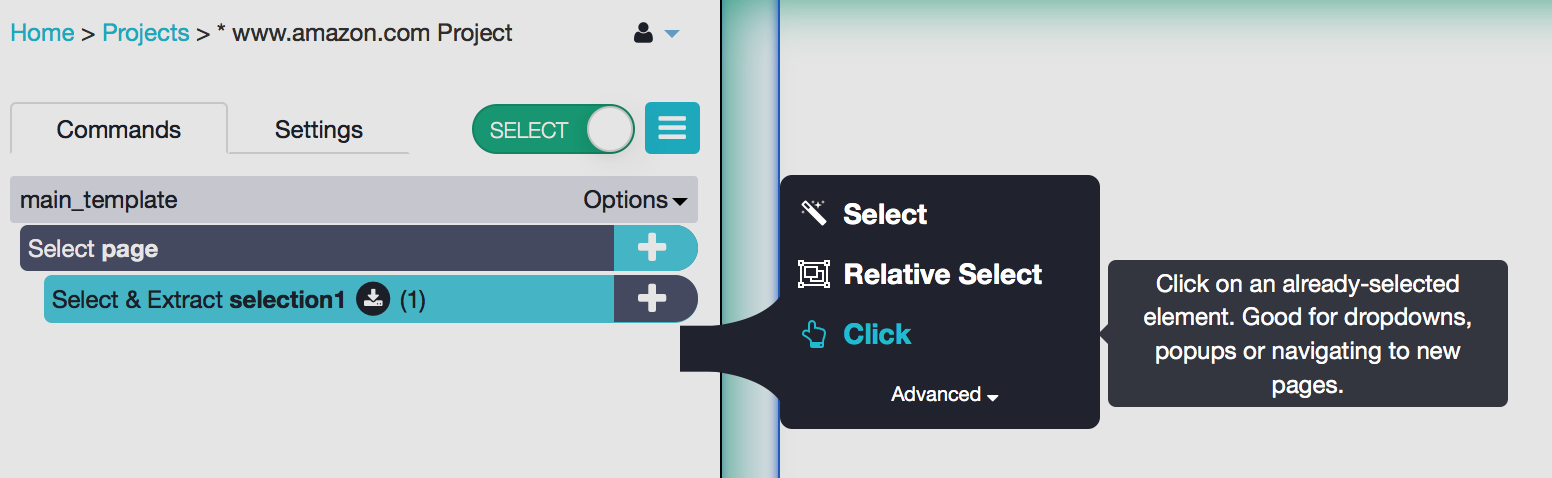 Home > Projects > * www.amazon.com Project
Commands
Settings
SELECT
main_template
Options
Select page
Select & Extract selection1 (1)
Select
Relative Select
Click
Advanced
Click on an already-selected
element. Good for dropdowns,
popups or navigating to new
pages.